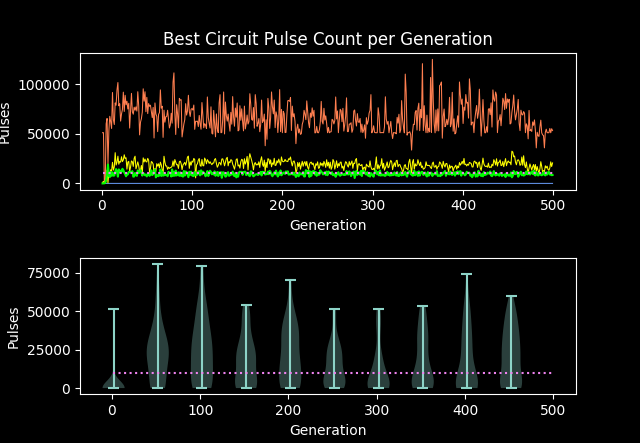 Best Circuit Pulse Count per Generation
100000
50000
0
Pulses
0 100 200 300 400 500
Generation
75000
50000
25000
0
Pulses
0 100 200 300 400 500
Generation